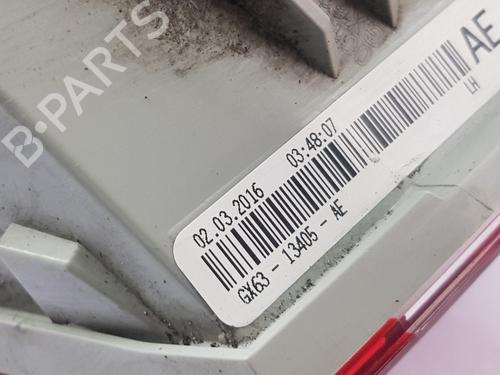 B-PARTS
02.03.2016 03:48:07
AE
LH
GX63 - 13405 - AE